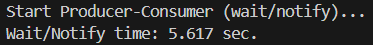 Start Producer-Consumer (wait/notify)...
Wait/Notify time: 5.617 sec.